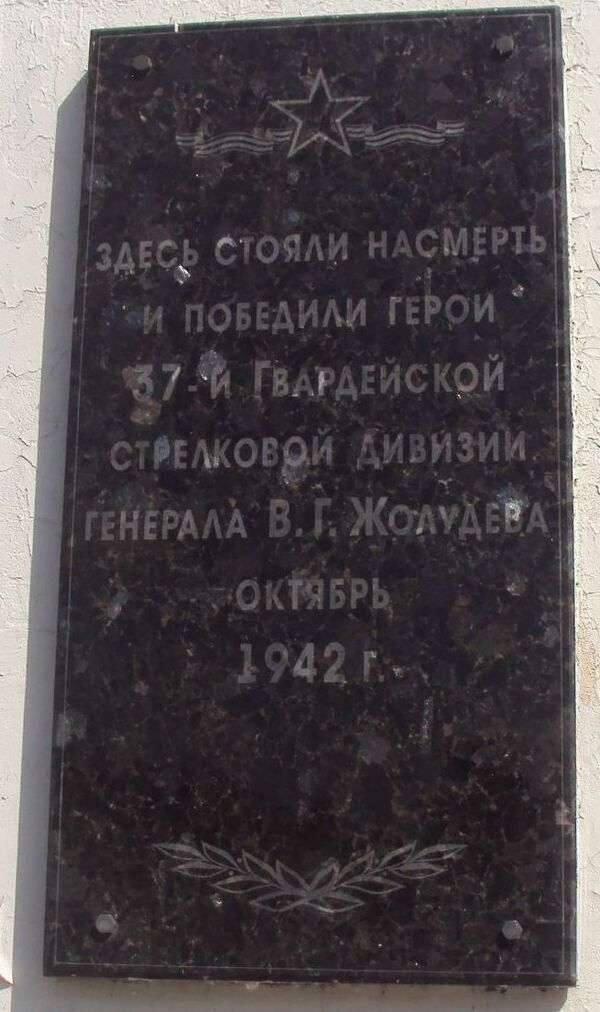 ЗДЕСЬ СТОЯЛИ НАСМЕРТЬ
И ПОБЕДИЛИ ГЕРОИ
37-Й ГВАРДЕЙСКОЙ
СТРЕЛКОВОЙ ДИВИЗИИ
ГЕНЕРАЛА В.Г. ЖОЛУДЕВА
ОКТЯБРЬ
1942 Г.